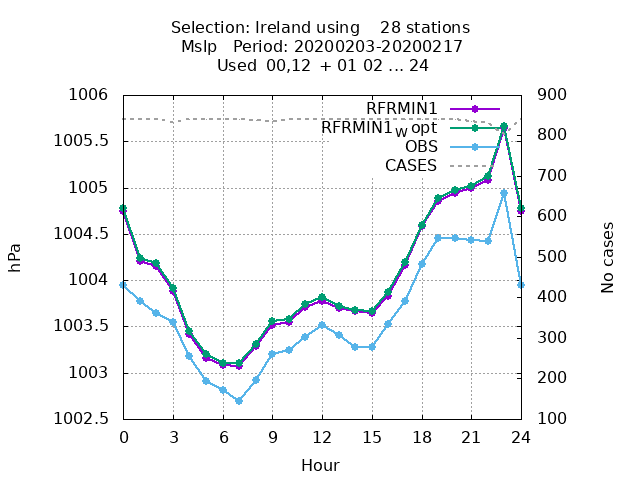 Selection: Ireland using    28 stations
Mslp   Period: 20200203-20200217
Used  00,12  + 01 02 ... 24
1006
1005.5
1005
1004.5
1004
1003.5
1003
1002.5
hPa
900
800
700
600
500
400
300
200
100
No cases
RFRMIN1
RFRMIN1w opt
OBS
CASES
0 3 6 9 12 15 18 21 24
Hour